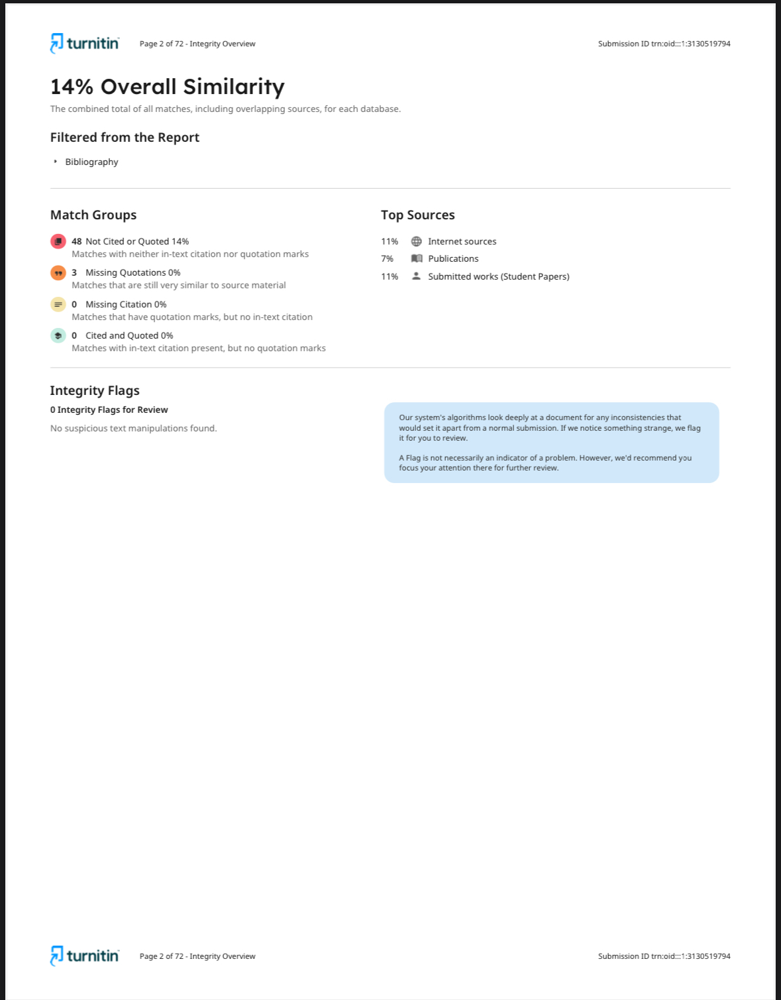 turnitin Page 2 of 72 - Integrity Overview Submission ID trn:oid:::1:3130519794
14% Overall Similarity
The combined total of all matches, including overlapping sources, for each database.
Filtered from the Report
Bibliography
Match Groups
48 Not Cited or Quoted 14%
Matches with neither in-text citation nor quotation marks
3 Missing Quotations 0%
Matches that are still very similar to source material
0 Missing Citation 0%
Matches that have quotation marks, but no in-text citation
0 Cited and Quoted 0%
Matches with in-text citation present, but no quotation marks
Top Sources
11% Internet sources
7% Publications
11% Submitted works (Student Papers)
Integrity Flags
0 Integrity Flags for Review
No suspicious text manipulations found.
Our system's algorithms look deeply at a document for any inconsistencies that
would set it apart from a normal submission. If we notice something strange, we flag
it for you to review.
A Flag is not necessarily an indicator of a problem. However, we'd recommend you
focus your attention there for further review.
turnitin Page 2 of 72 - Integrity Overview Submission ID trn:oid:::1:3130519794